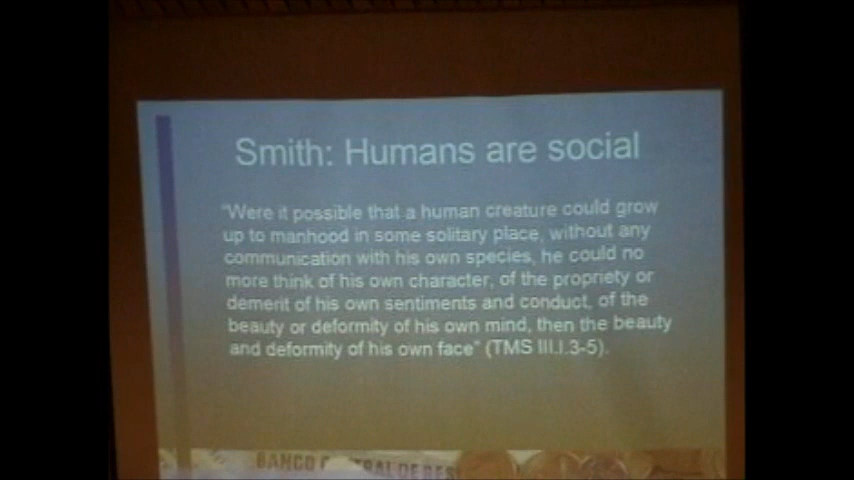 Smith: Humans are social
"Were it possible that a human creature could grow
up to manhood in some solitary place, without any
communication with his own species, he could no
more think of his own character, of the propriety or
demerit of his own sentiments and conduct, of the
beauty or deformity of his own mind, then the beauty
and deformity of his own face" (TMS III.I.3-5).
BANCO DE